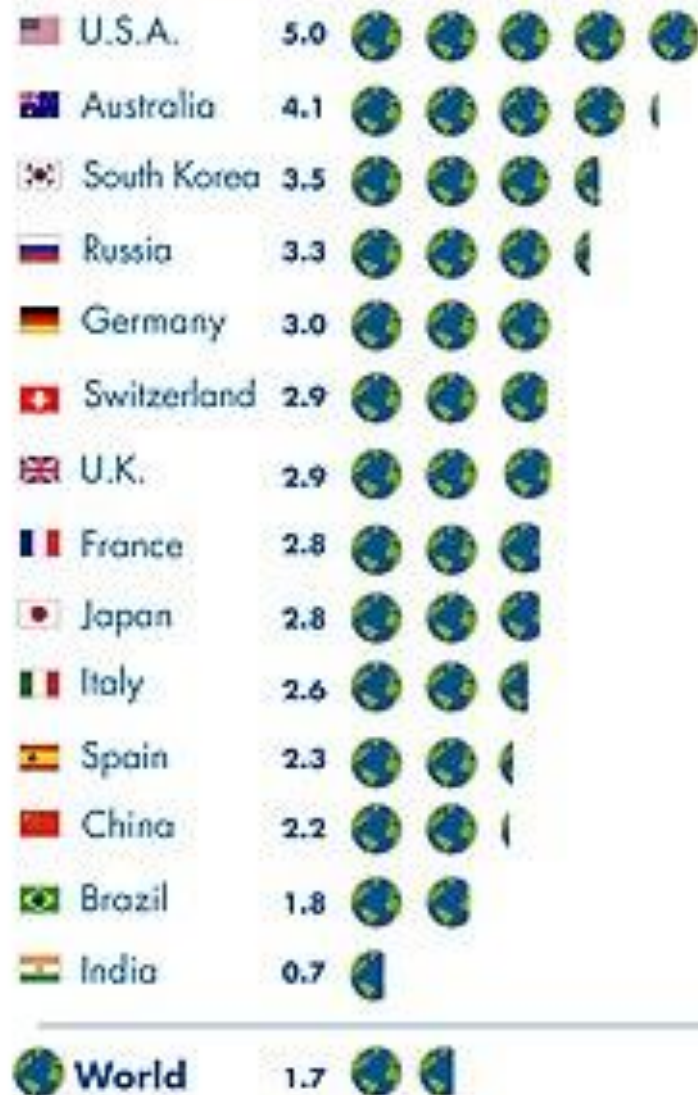 U.S.A. 5.0
Australia 4.1
South Korea 3.5
Russia 3.3
Germany 3.0
Switzerland 2.9
U.K. 2.9
France 2.8
Japan 2.8
Italy 2.6
Spain 2.3
China 2.2
Brazil 1.8
India 0.7
World 1.7